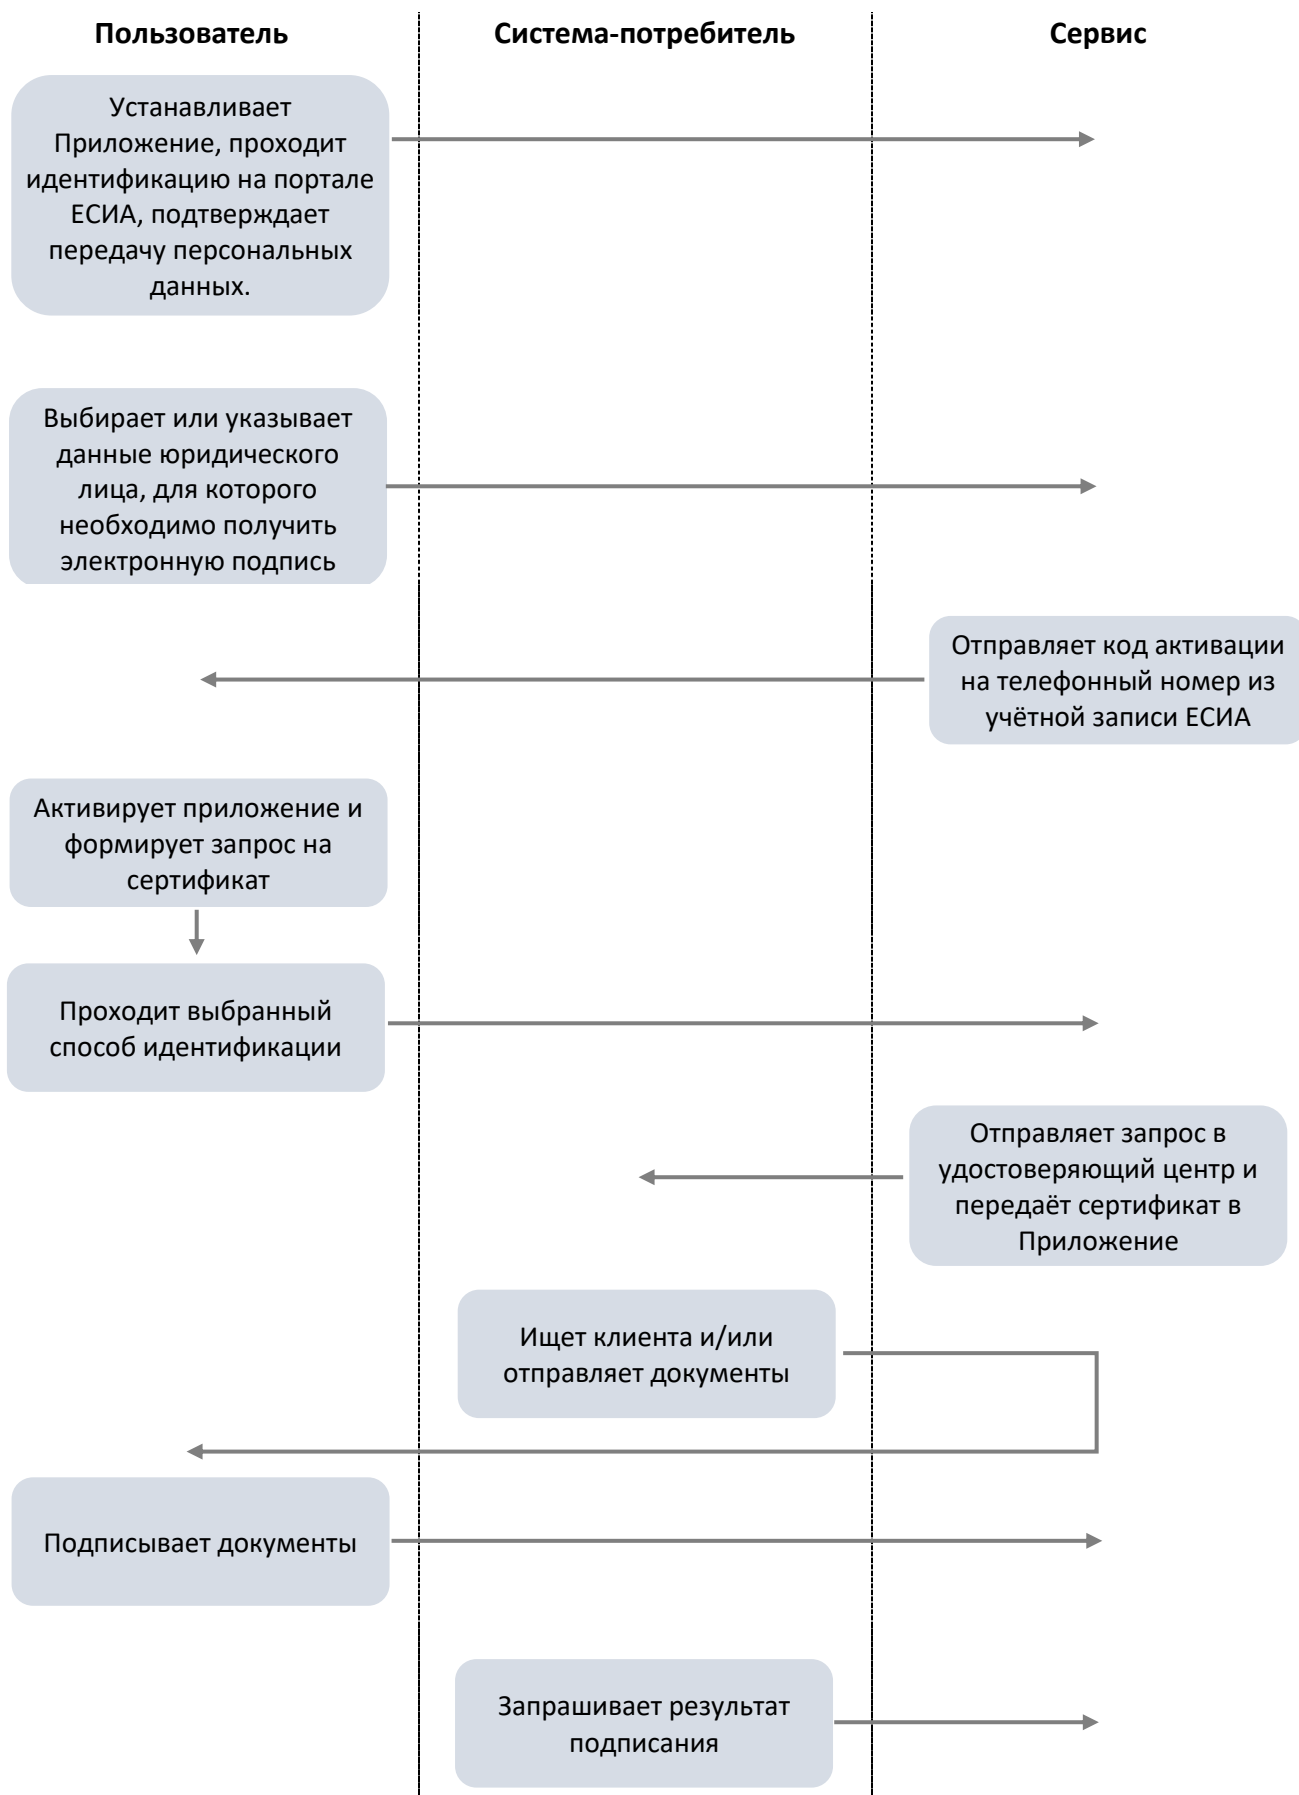 Пользователь
Система-потребитель
Сервис
Устанавливает
Приложение, проходит
идентификацию на портале
ЕСИА, подтверждает
передачу персональных
данных.
Выбирает или указывает
данные юридического
лица, для которого
необходимо получить
электронную подпись
Отправляет код активации
на телефонный номер из
учётной записи ЕСИА
Активирует приложение и
формирует запрос на
сертификат
Проходит выбранный
способ идентификации
Отправляет запрос в
удостоверяющий центр и
передаёт сертификат в
Приложение
Ищет клиента и/или
отправляет документы
Подписывает документы
Запрашивает результат
подписания